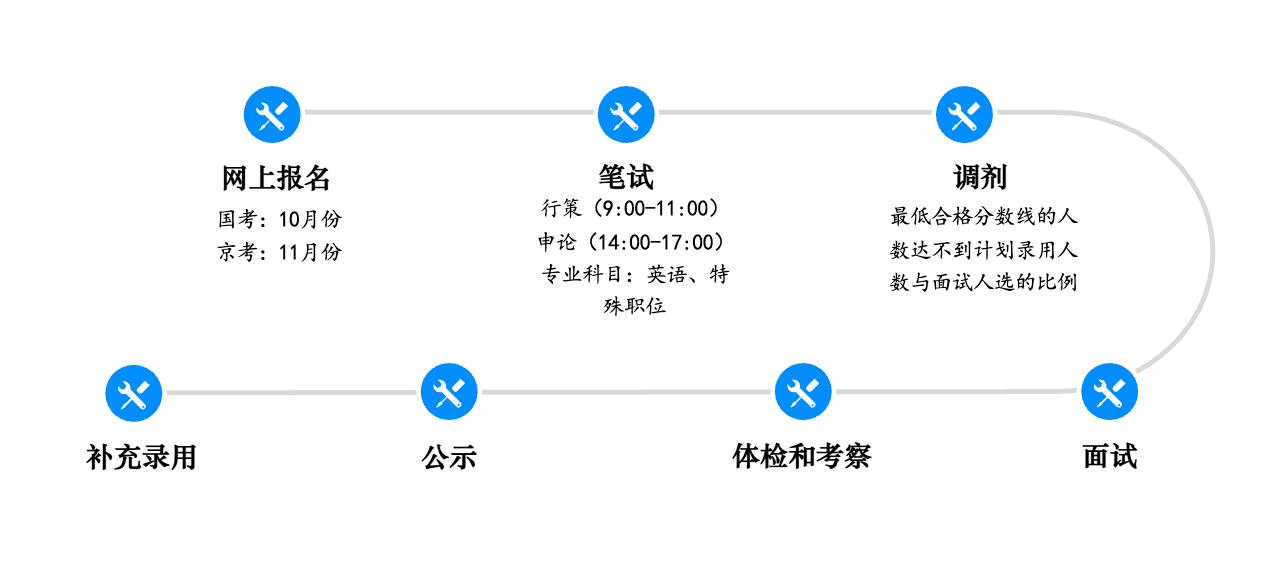 网上报名
国考：10月份
京考：11月份
笔试
行策（9:00-11:00）
申论（14:00-17:00）
专业科目：英语、特
殊职位
调剂
最低合格分数线的人
数达不到计划录用人
数与面试人选的比例
面试
体检和考察
公示
补充录用